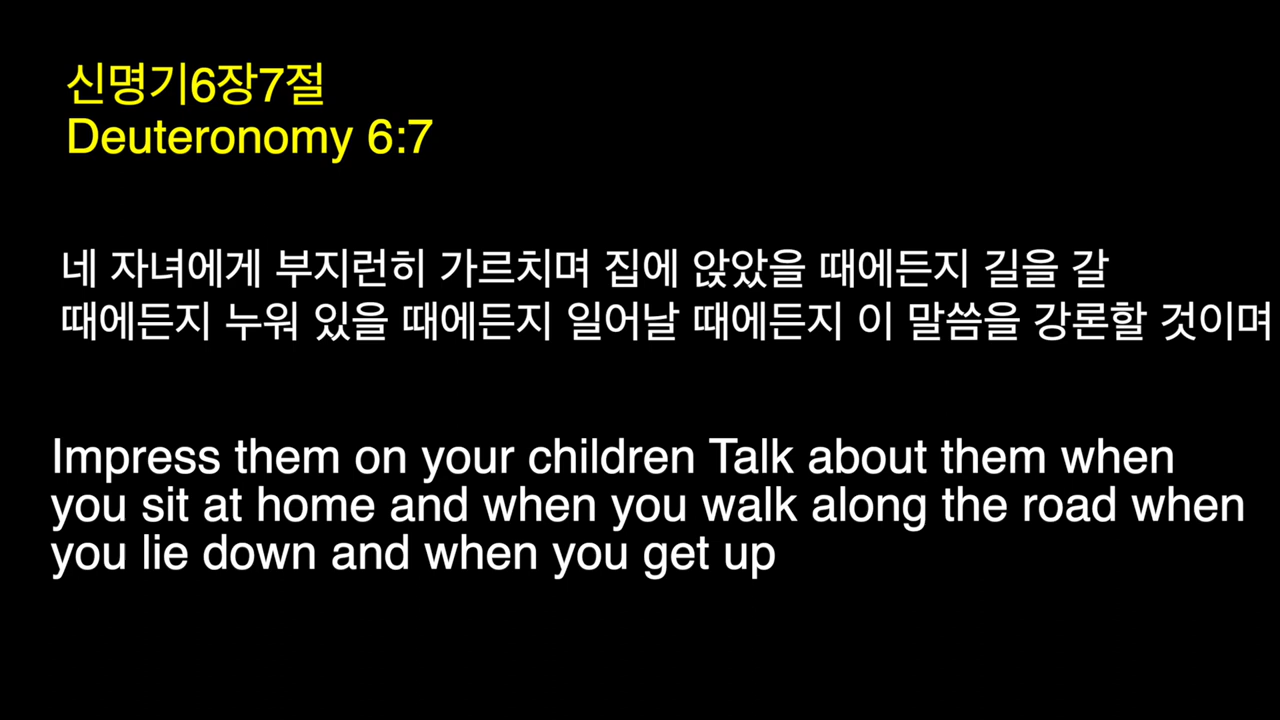 신명기6장7절
Deuteronomy 6:7
네 자녀에게 부지런히 가르치며 집에 앉았을 때에든지 길을 갈
때에든지 누워 있을 때에든지 일어날 때에든지 이 말씀을 강론할 것이며
Impress them on your children Talk about them when
you sit at home and when you walk along the road when
you lie down and when you get up